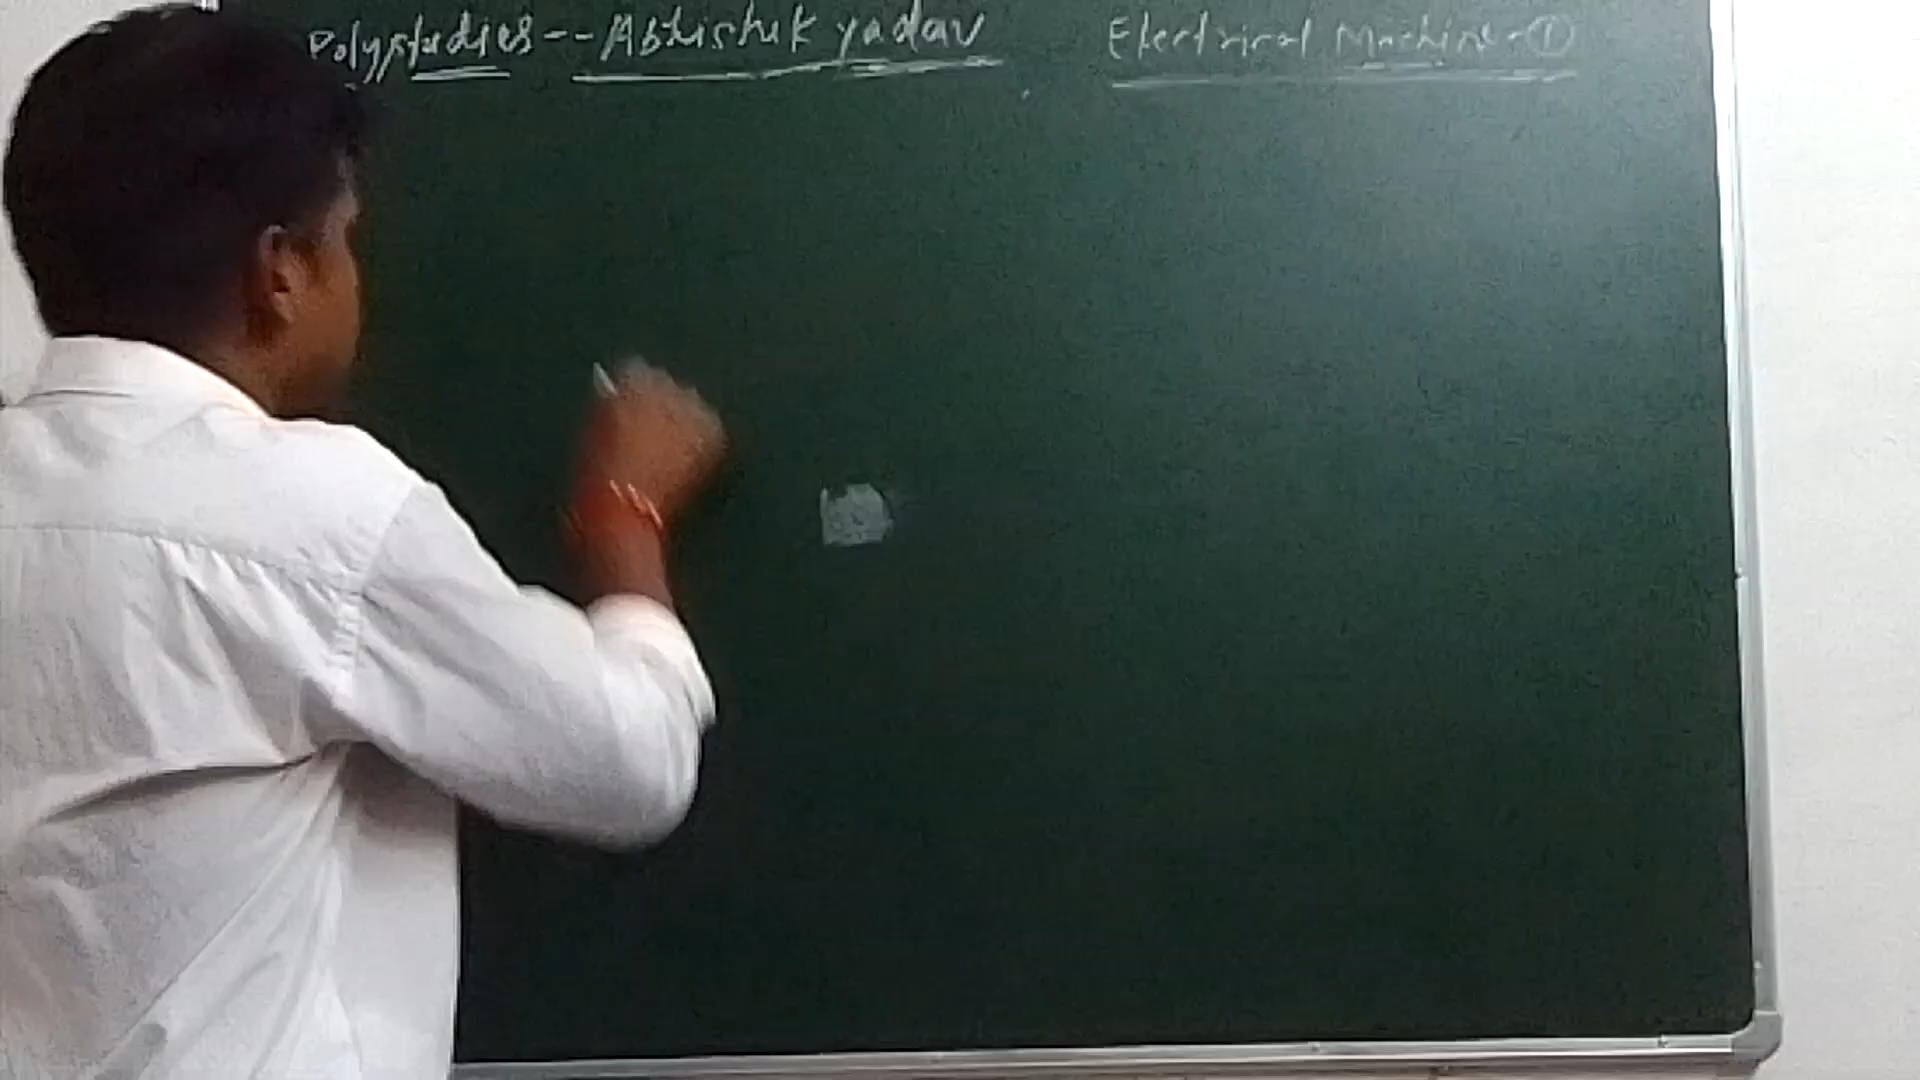 Polystudies -- Abhishek yadav
Electrical Machine - ①